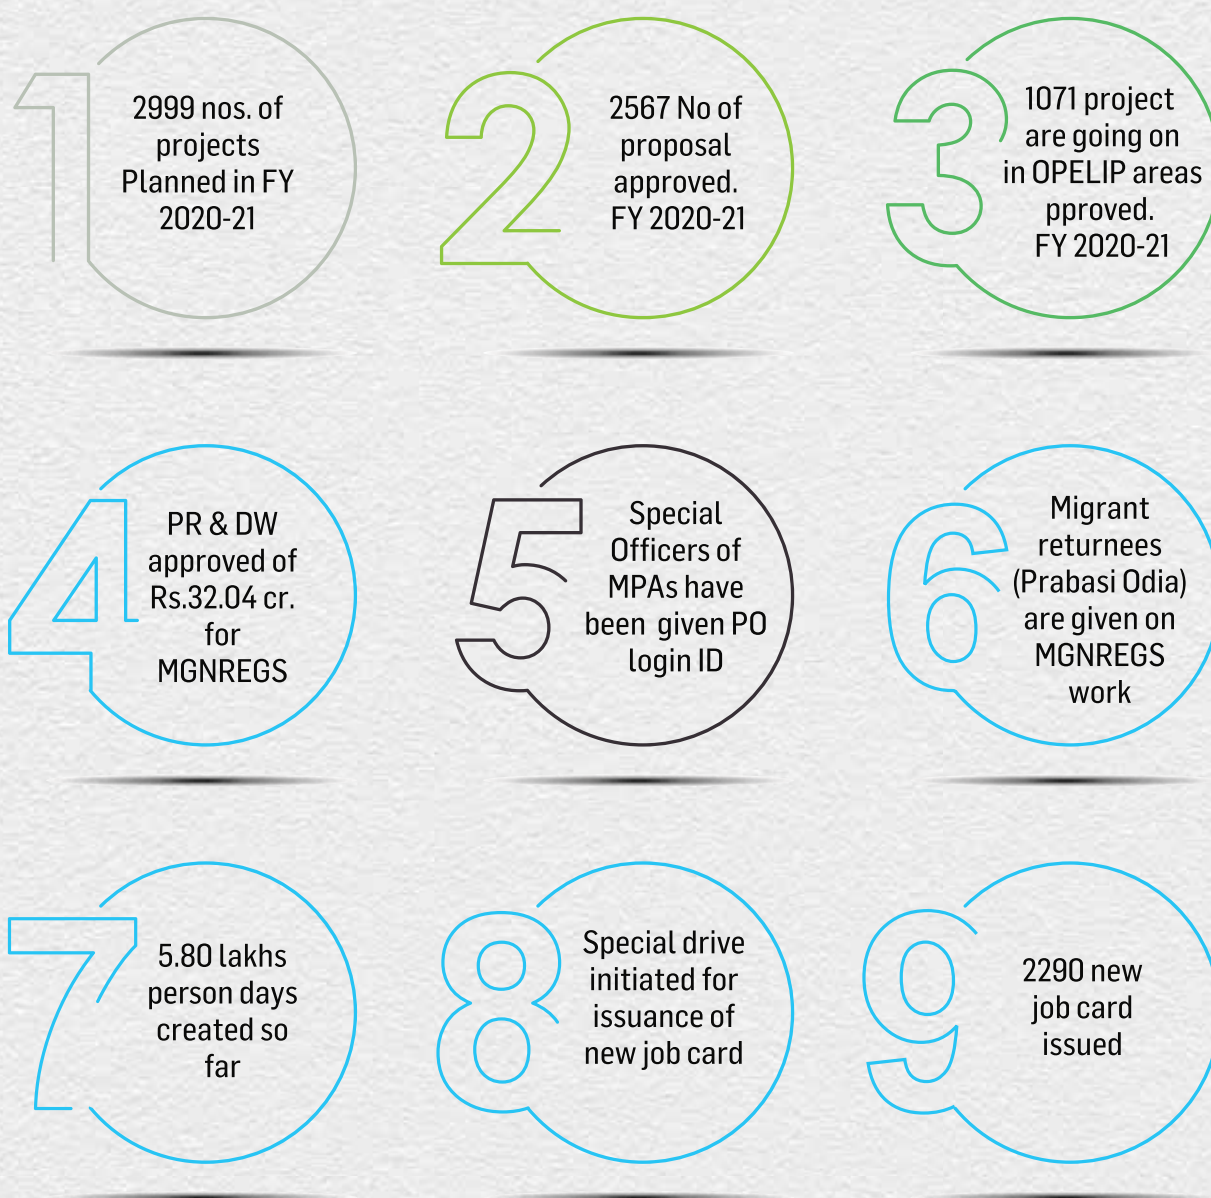 1
2999 nos. of
projects
Planned in FY
2020-21
2
2567 No of
proposal
approved.
FY 2020-21
3
1071 project
are going on
in OPELIP areas
pproved.
FY 2020-21
4
PR & DW
approved of
Rs.32.04 cr.
for
MGNREGS
5
Special
Officers of
MPAs have
been given PO
login ID
6
Migrant
returnees
(Prabasi Odia)
are given on
MGNREGS
work
7
5.80 lakhs
person days
created so
far
8
Special drive
initiated for
issuance of
new job card
9
2290 new
job card
issued